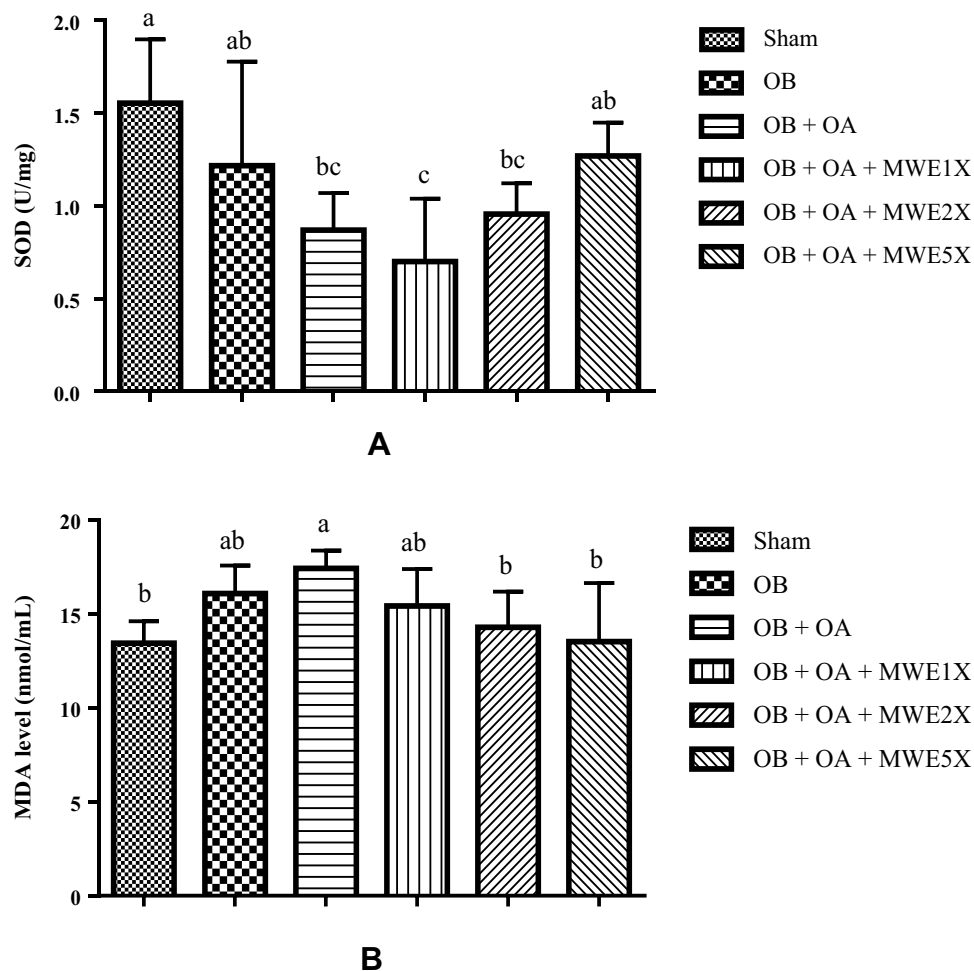 SOD (U/mg)
2.0
1.5
1.0
0.5
0.0
a
ab
bc
c
bc
ab
Sham
OB
OB + OA
OB + OA + MWE1X
OB + OA + MWE2X
OB + OA + MWE5X
A
MDA level (nmol/mL)
20
15
10
5
0
b
ab
a
ab
b
b
Sham
OB
OB + OA
OB + OA + MWE1X
OB + OA + MWE2X
OB + OA + MWE5X
B